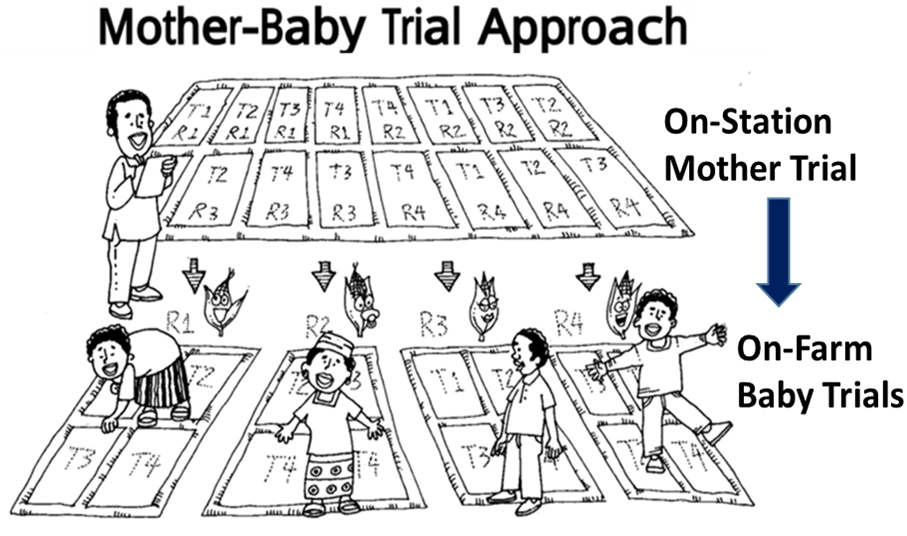 Mother-Baby Trial Approach
T1 T2 T3 T4 T4 T1 T3 T2
R1 R1 R1 R1 R2 R2 R2 R2
On-Station
Mother Trial
T2 T4 T3 T4 T1 T2 T3
R3 R3 R3 R4 R4 R4 R4
R1 R2 R3 R4
On-Farm
Baby Trials
T2 T1
T3 T4 T4 T4 T3 T4